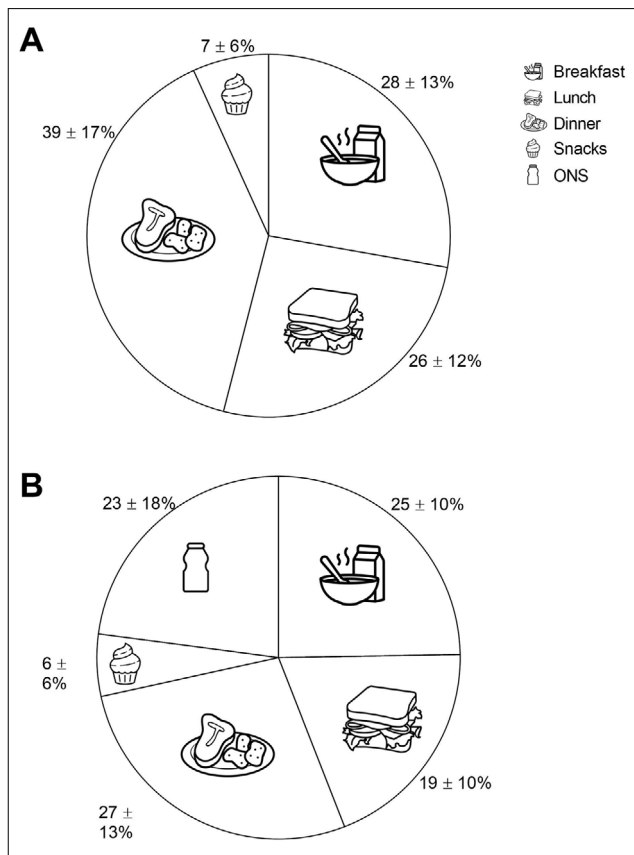 A
7 ± 6%
28 ± 13%
39 ± 17%
26 ± 12%
Breakfast
Lunch
Dinner
Snacks
ONS
B
23 ± 18%
25 ± 10%
6 ±
6%
19 ± 10%
27 ±
13%